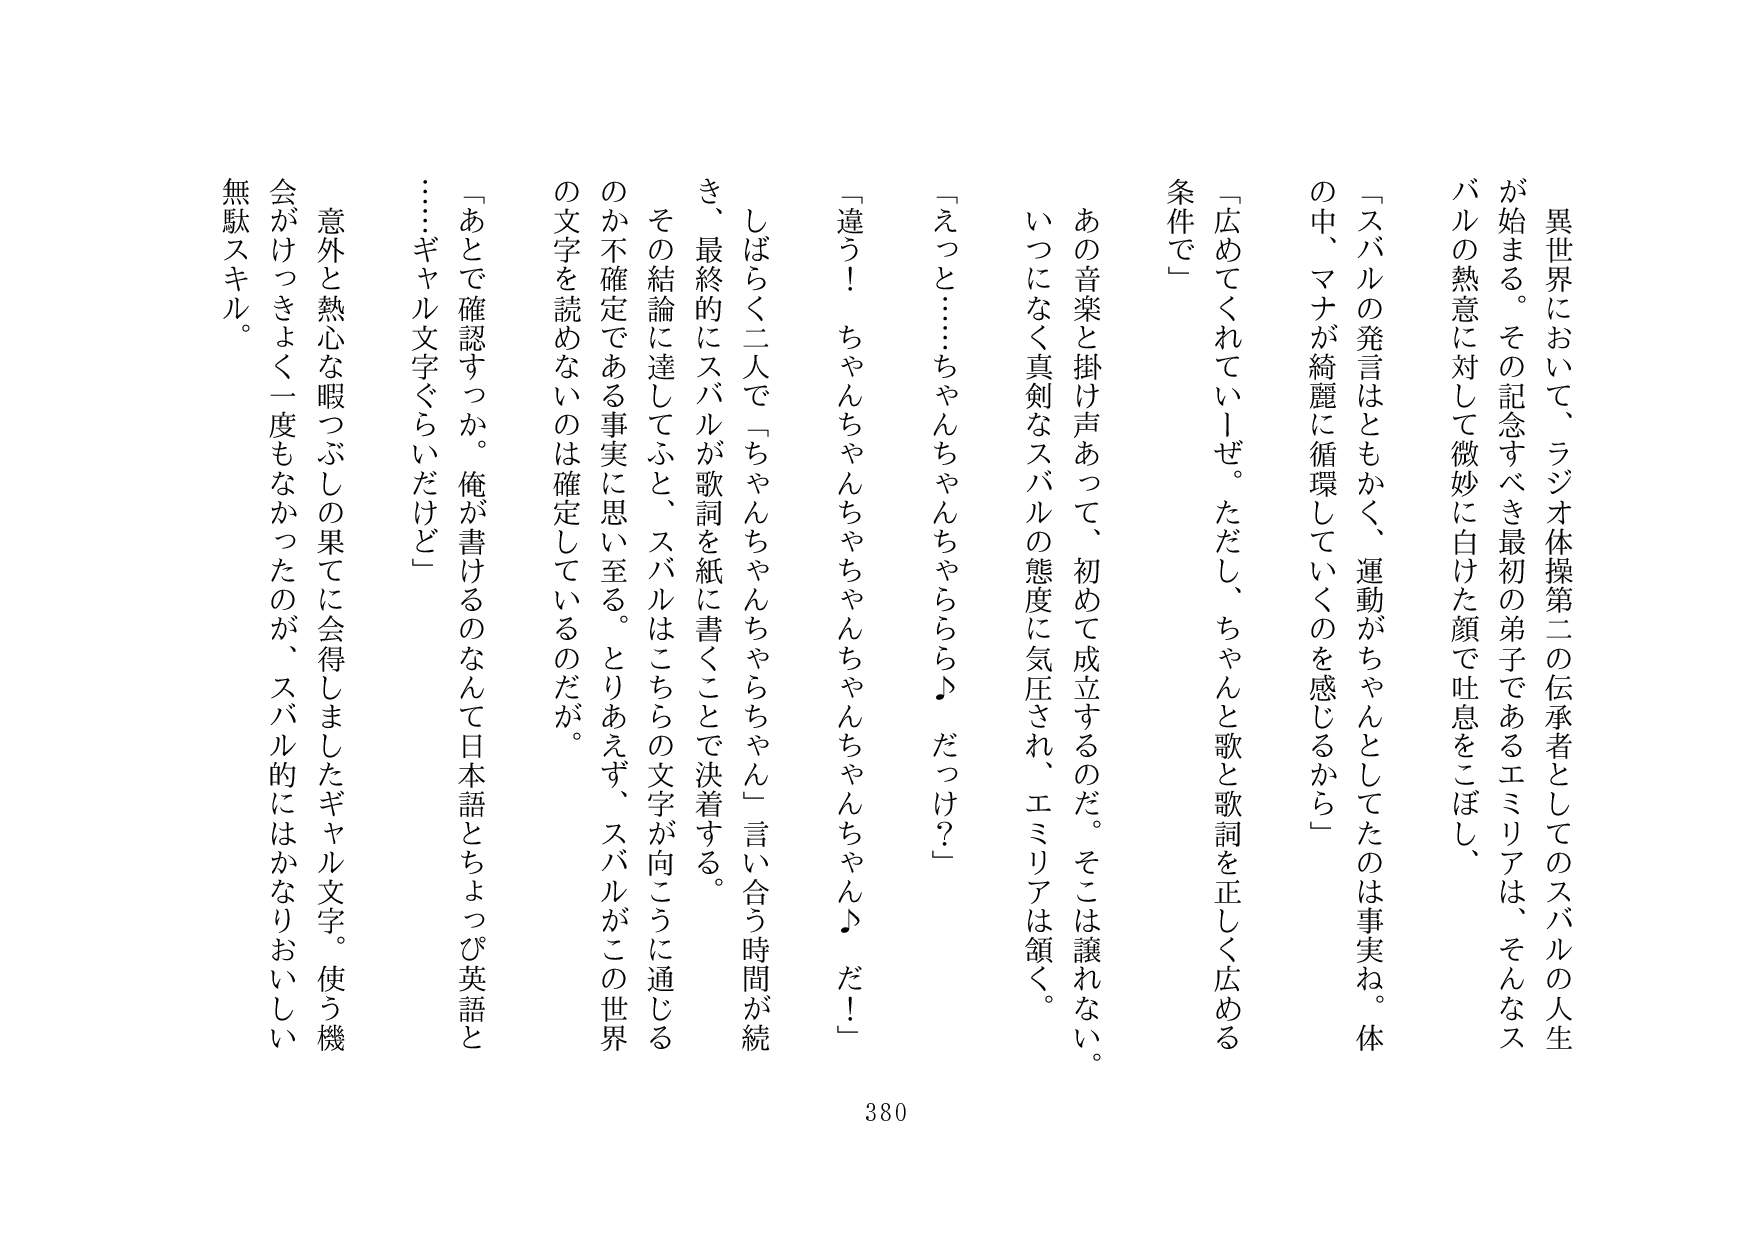 異世界において、ラジオ体操第二の伝承者としてのスバルの人生
が始まる。その記念すべき最初の弟子であるエミリアは、そんなス
バルの熱意に対して微妙に白けた顔で吐息をこぼし、
「スバルの発言はともかく、運動がちゃんとしてたのは事実ね。体
の中、マナが綺麗に循環していくのを感じるから」
「広めてくれていーぜ。ただし、ちゃんと歌と歌詞を正しく広める
条件で」
　あの音楽と掛け声あって、初めて成立するのだ。そこは譲れない。
　いつになく真剣なスバルの態度に気圧され、エミリアは頷く。
「えっと……ちゃんちゃんちゃららら♪　だっけ？」
「違う！　ちゃんちゃんちゃちゃんちゃんちゃんちゃん♪　だ！」
　しばらく二人で「ちゃんちゃんちゃらちゃん」言い合う時間が続
き、最終的にスバルが歌詞を紙に書くことで決着する。
　その結論に達してふと、スバルはこちらの文字が向こうに通じる
のか不確定である事実に思い至る。とりあえず、スバルがこの世界
の文字を読めないのは確定しているのだが。
「あとで確認すっか。俺が書けるのなんて日本語とちょっぴ英語と
……ギャル文字ぐらいだけど」
　意外と熱心な暇つぶしの果てに会得しましたギャル文字。使う機
会がけっきょく一度もなかったのが、スバル的にはかなりおいしい
無駄スキル。
380